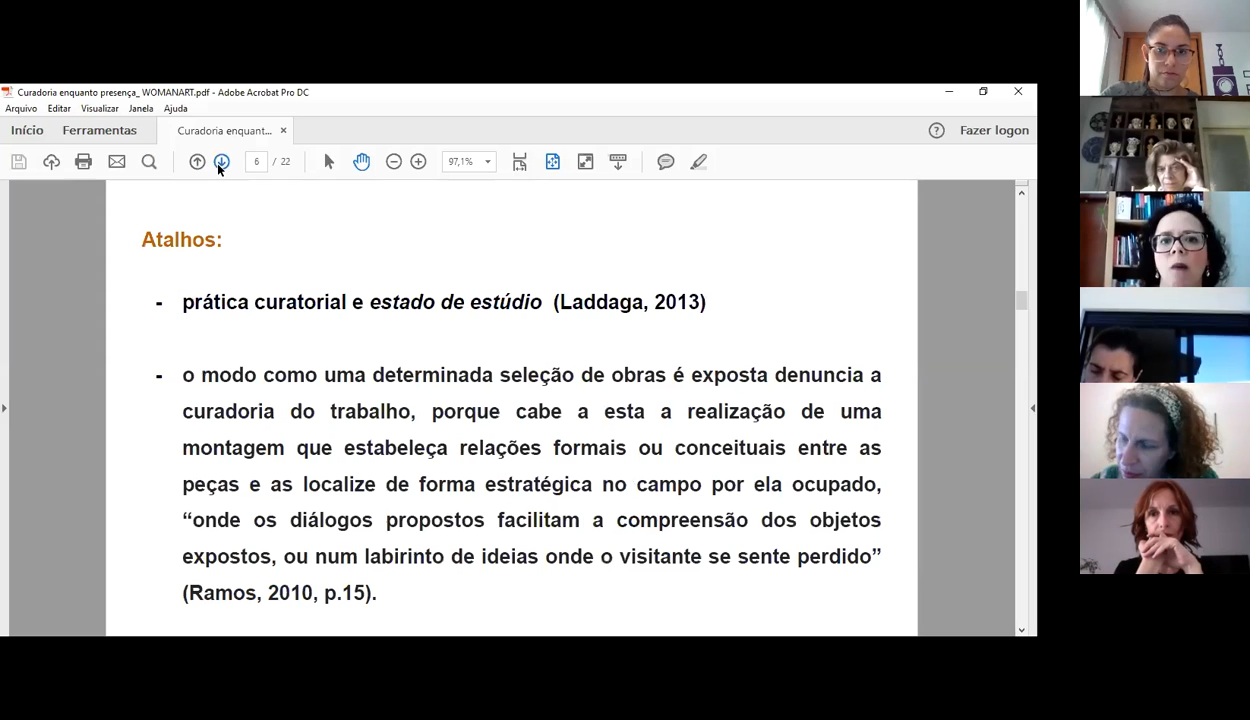 Curadoria enquanto presença_ WOMANART.pdf - Adobe Acrobat Pro DC
Arquivo Editar Visualizar Janela Ajuda
Início Ferramentas Curadoria enquant... Fazer logon
6 / 22 97,1%
Atalhos:
- prática curatorial e estado de estúdio (Laddaga, 2013)
- o modo como uma determinada seleção de obras é exposta denuncia a
curadoria do trabalho, porque cabe a esta a realização de uma
montagem que estabeleça relações formais ou conceituais entre as
peças e as localize de forma estratégica no campo por ela ocupado,
“onde os diálogos propostos facilitam a compreensão dos objetos
expostos, ou num labirinto de ideias onde o visitante se sente perdido”
(Ramos, 2010, p.15).